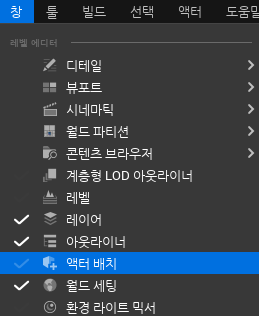 창 툴 빌드 선택 액터 도움말
레벨 에디터
디테일
뷰포트
시네마틱
월드 파티션
콘텐츠 브라우저
계층형 LOD 아웃라이너
레벨
레이어
아웃라이너
액터 배치
월드 세팅
환경 라이트 믹서